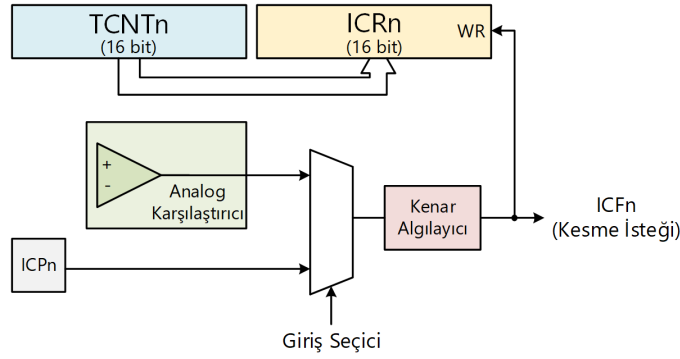 TCNTn
(16 bit)
ICRn
(16 bit)
WR
+
-
Analog
Karşılaştırıcı
Kenar
Algılayıcı
ICFn
(Kesme İsteği)
ICPn
Giriş Seçici